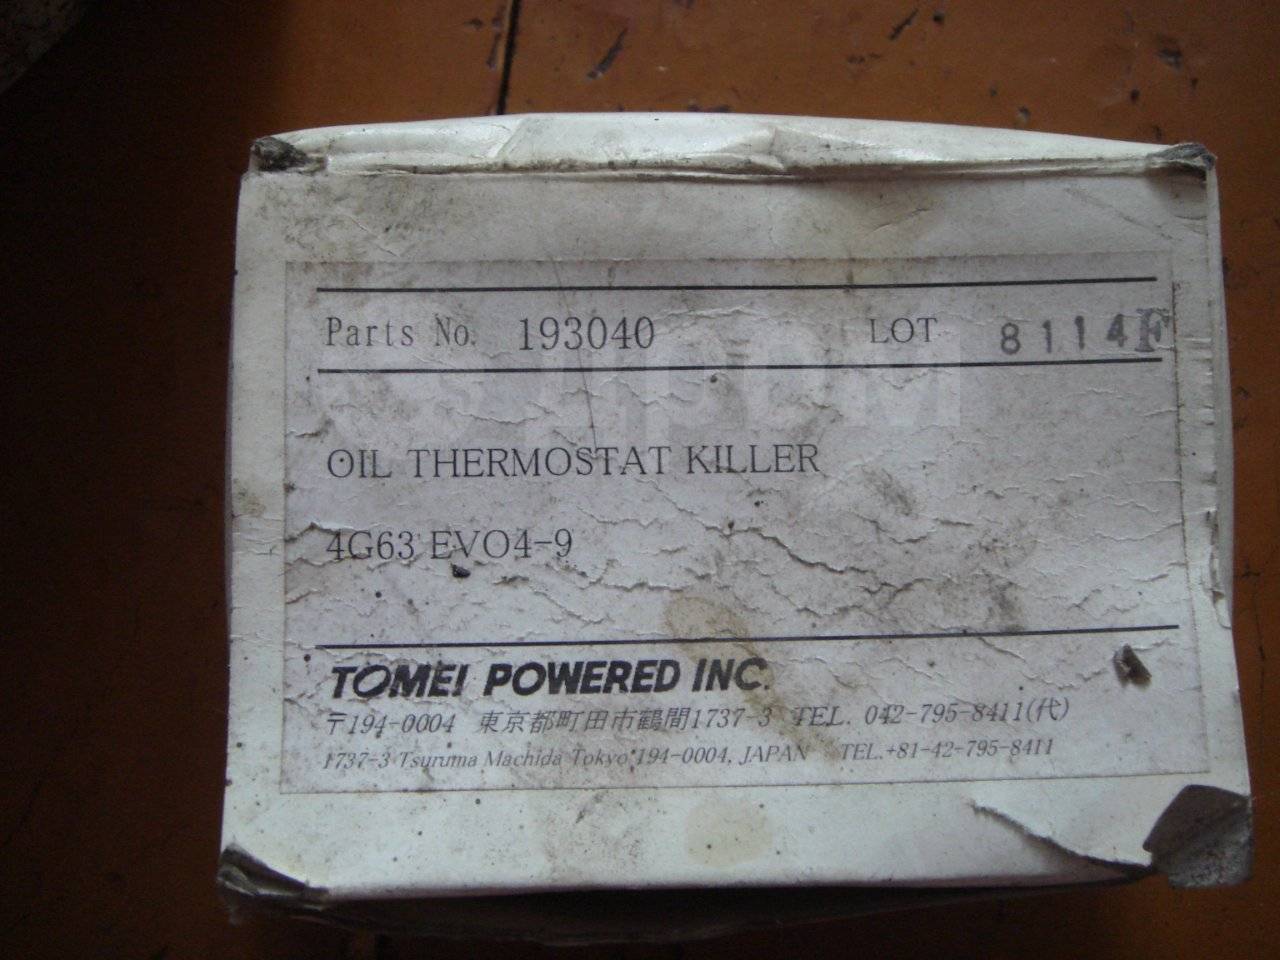 Parts No. 193040 LOT 8114F
OIL THERMOSTAT KILLER
4G63 EVO4-9
TOMEI POWERED INC.
〒194-0004 東京都町田市鶴間1737-3 TEL. 042-795-8411(代)
1737-3 Tsuruma Machida Tokyo 194-0004, JAPAN TEL.+81-42-795-8411